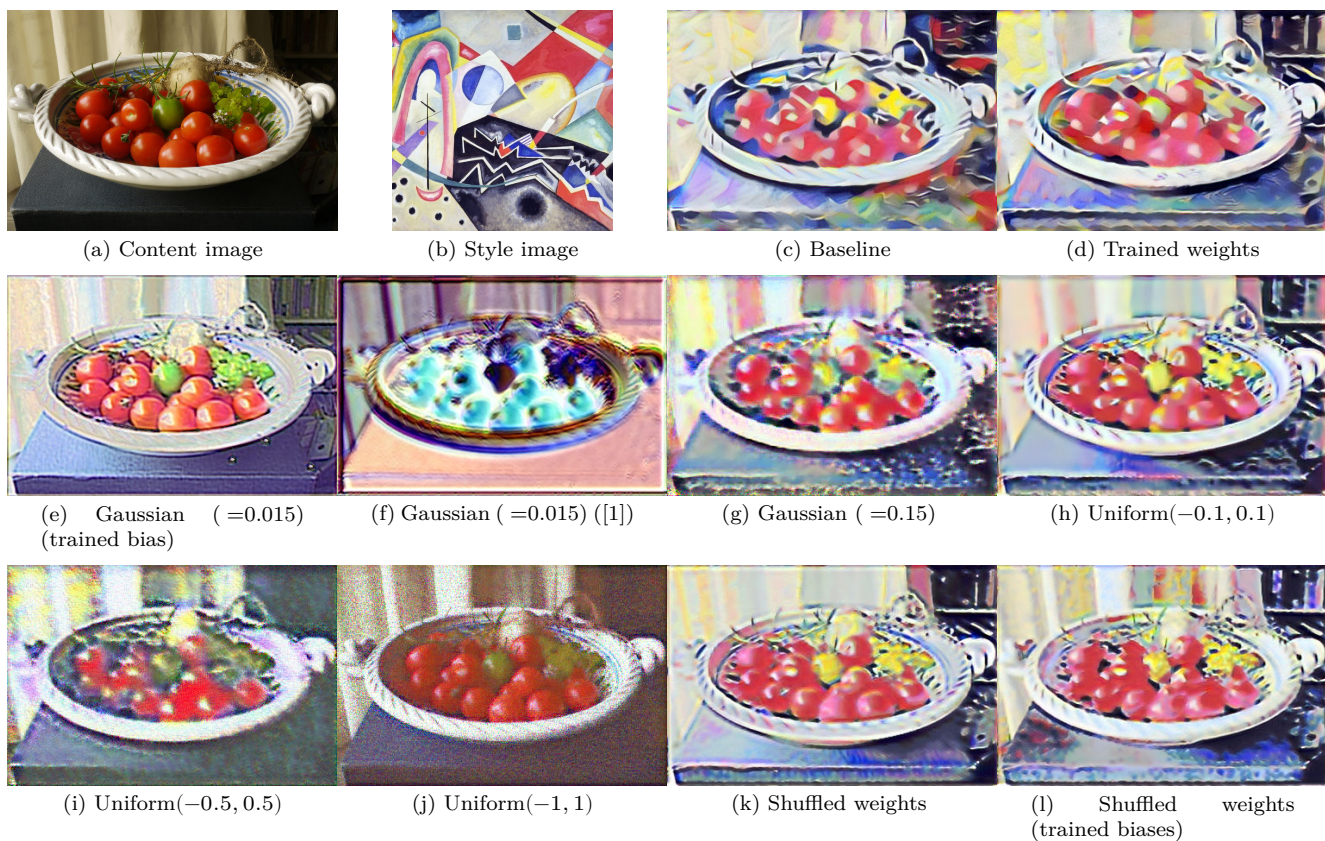 (a) Content image
(b) Style image
(c) Baseline
(d) Trained weights
(e) Gaussian ( =0.015)
(trained bias)
(f) Gaussian ( =0.015) ([1])
(g) Gaussian ( =0.15)
(h) Uniform(−0.1, 0.1)
(i) Uniform(−0.5, 0.5)
(j) Uniform(−1, 1)
(k) Shuffled weights
(l) Shuffled weights
(trained biases)